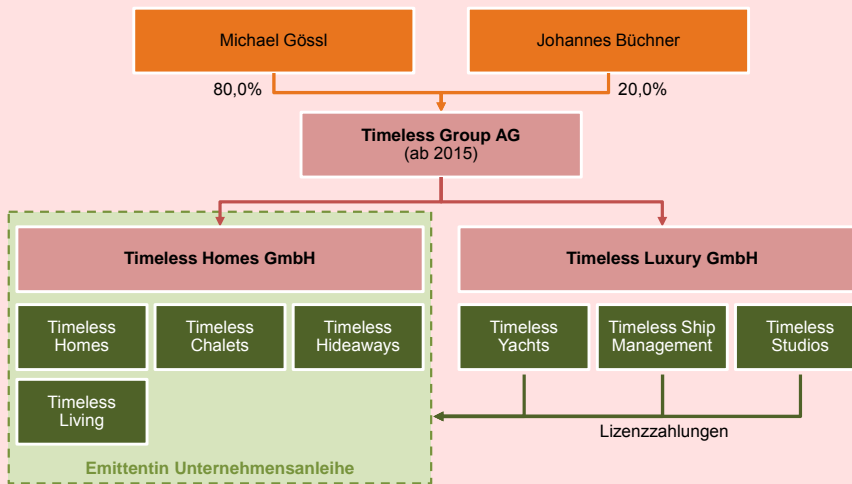 Michael Gössl
Johannes Büchner
80,0%
20,0%
Timeless Group AG
(ab 2015)
Timeless Homes GmbH
Timeless Luxury GmbH
Timeless
Homes
Timeless
Chalets
Timeless
Hideaways
Timeless
Yachts
Timeless Ship
Management
Timeless
Studios
Timeless
Living
Lizenzzahlungen
Emittentin Unternehmensanleihe